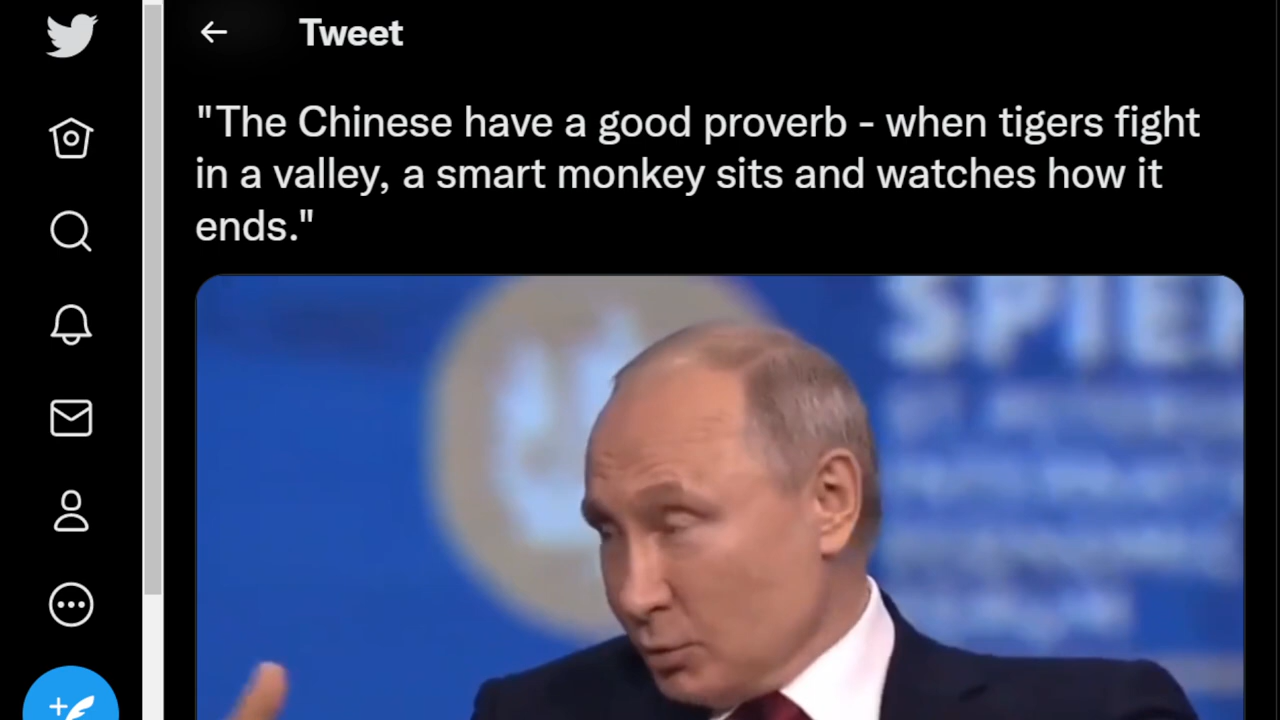 Tweet
"The Chinese have a good proverb - when tigers fight
in a valley, a smart monkey sits and watches how it
ends."